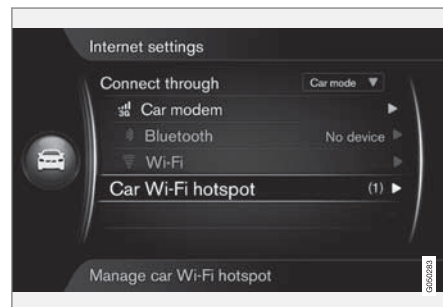 Internet settings
Connect through Car mode ▼
3G Car modem ▶
Bluetooth No device ▶
Wi-Fi ▶
Car Wi-Fi hotspot (1) ▶
Manage car Wi-Fi hotspot
G050283